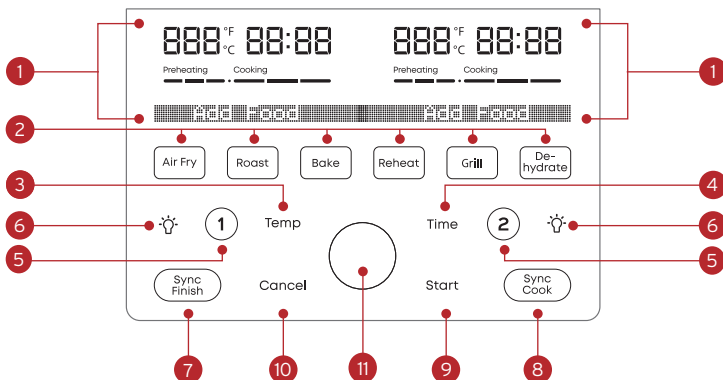 888 °F °C 88:88 888 °F °C 88:88
Preheating Cooking Preheating Cooking
1 1
Add Food Add Food
2
Air Fry Roast Bake Reheat Grill De-
hydrate
3 4
Temp Time
6 1 2 6
5 5
Sync
Finish
Cancel Start
Sync
Cook
7 10 11 9 8